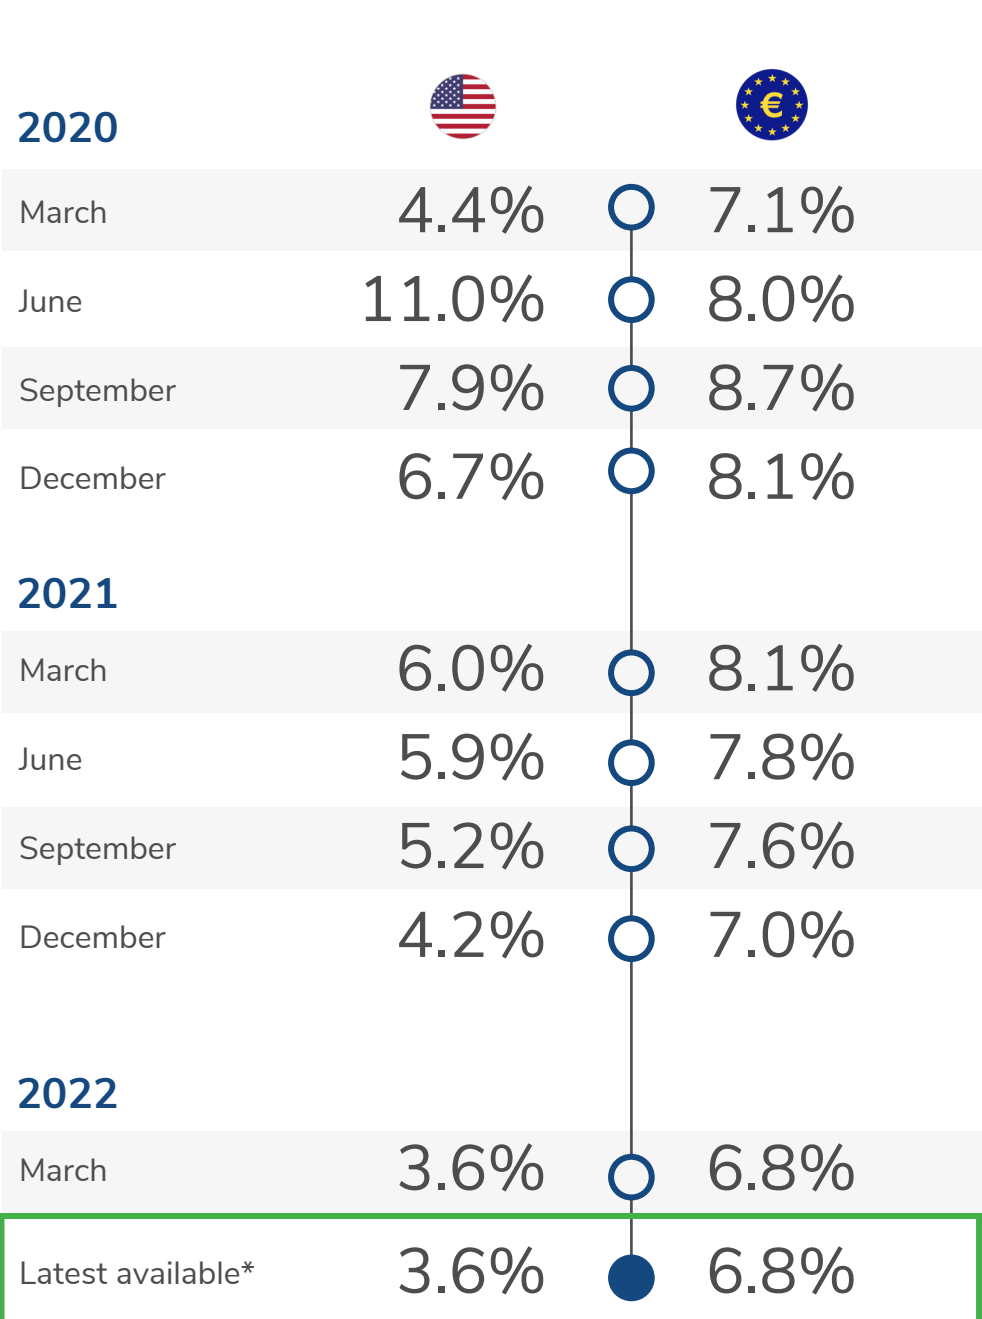 €
2020
March 4.4% 7.1%
June 11.0% 8.0%
September 7.9% 8.7%
December 6.7% 8.1%
2021
March 6.0% 8.1%
June 5.9% 7.8%
September 5.2% 7.6%
December 4.2% 7.0%
2022
March 3.6% 6.8%
Latest available* 3.6% 6.8%